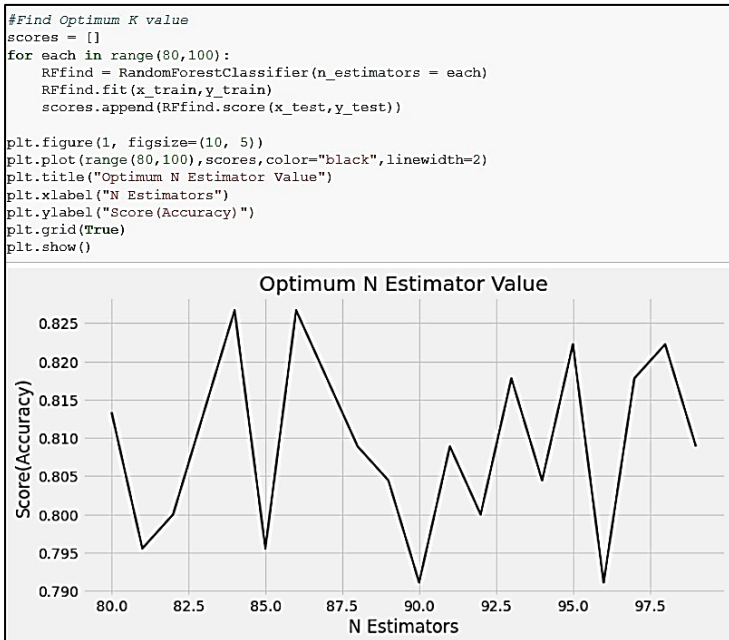 #Find Optimum K value
scores = []
for each in range(80,100):
    RFfind = RandomForestClassifier(n_estimators = each)
    RFfind.fit(x_train,y_train)
    scores.append(RFfind.score(x_test,y_test))
plt.figure(1, figsize=(10, 5))
plt.plot(range(80,100),scores,color="black",linewidth=2)
plt.title("Optimum N Estimator Value")
plt.xlabel("N Estimators")
plt.ylabel("Score(Accuracy)")
plt.grid(True)
plt.show()
Optimum N Estimator Value
Score(Accuracy)
0.825
0.820
0.815
0.810
0.805
0.800
0.795
0.790
80.0 82.5 85.0 87.5 90.0 92.5 95.0 97.5
N Estimators